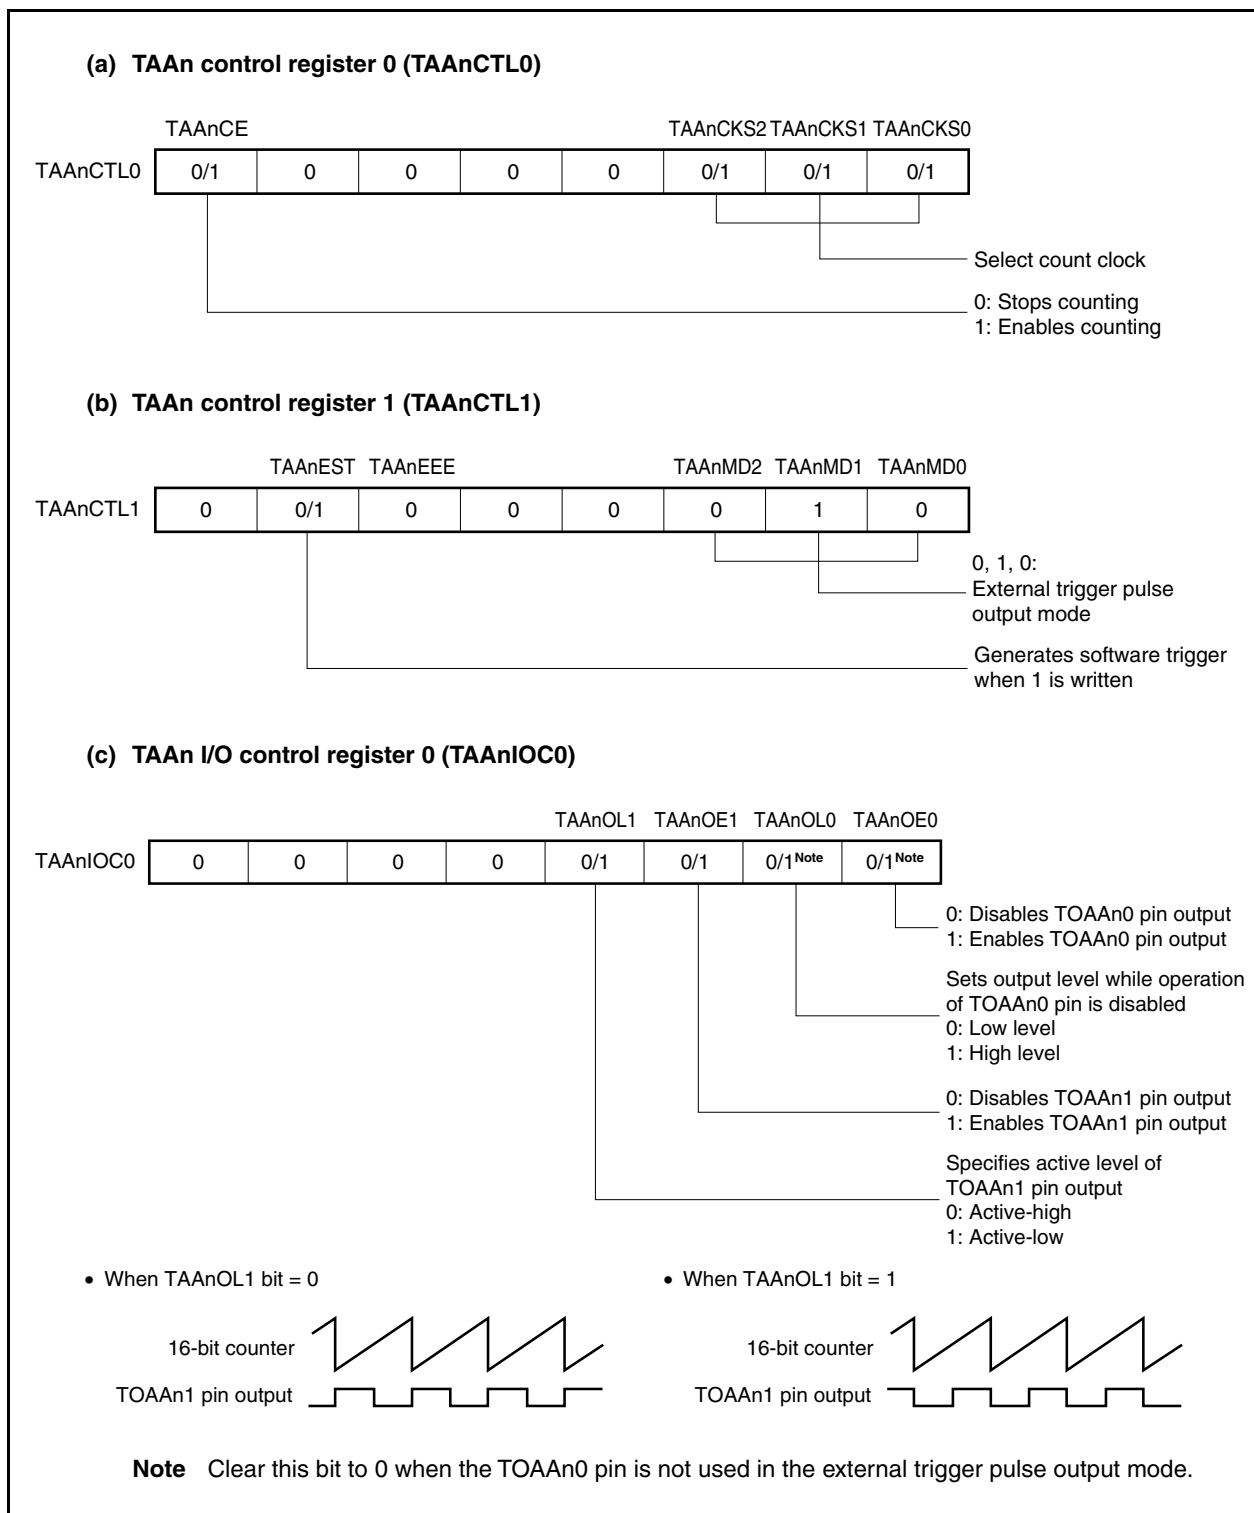 (a) TAAn control register 0 (TAAnCTL0)
TAAnCE TAAnCKS2 TAAnCKS1 TAAnCKS0
TAAnCTL0 0/1 0 0 0 0 0/1 0/1 0/1
Select count clock
0: Stops counting
1: Enables counting
(b) TAAn control register 1 (TAAnCTL1)
TAAnEST TAAnEEE TAAnMD2 TAAnMD1 TAAnMD0
TAAnCTL1 0 0/1 0 0 0 0 1 0
0, 1, 0:
External trigger pulse
output mode
Generates software trigger
when 1 is written
(c) TAAn I/O control register 0 (TAAnIOC0)
TAAnOL1 TAAnOE1 TAAnOL0 TAAnOE0
TAAnIOC0 0 0 0 0 0/1 0/1 0/1Note 0/1Note
0: Disables TOAAn0 pin output
1: Enables TOAAn0 pin output
Sets output level while operation
of TOAAn0 pin is disabled
0: Low level
1: High level
0: Disables TOAAn1 pin output
1: Enables TOAAn1 pin output
Specifies active level of
TOAAn1 pin output
0: Active-high
1: Active-low
• When TAAnOL1 bit = 0 • When TAAnOL1 bit = 1
16-bit counter 16-bit counter
TOAAn1 pin output TOAAn1 pin output
Note Clear this bit to 0 when the TOAAn0 pin is not used in the external trigger pulse output mode.